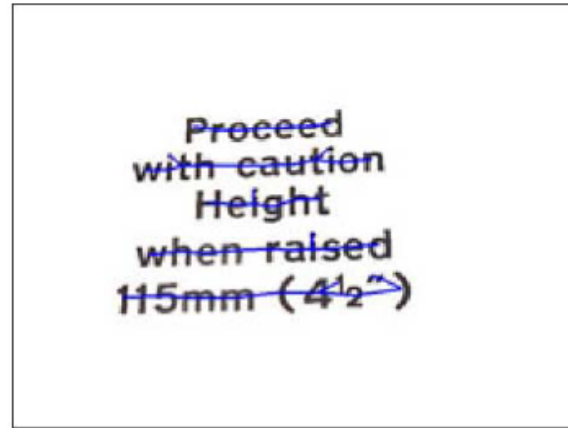 Proceed
with caution
Height
when raised
115mm (4½")